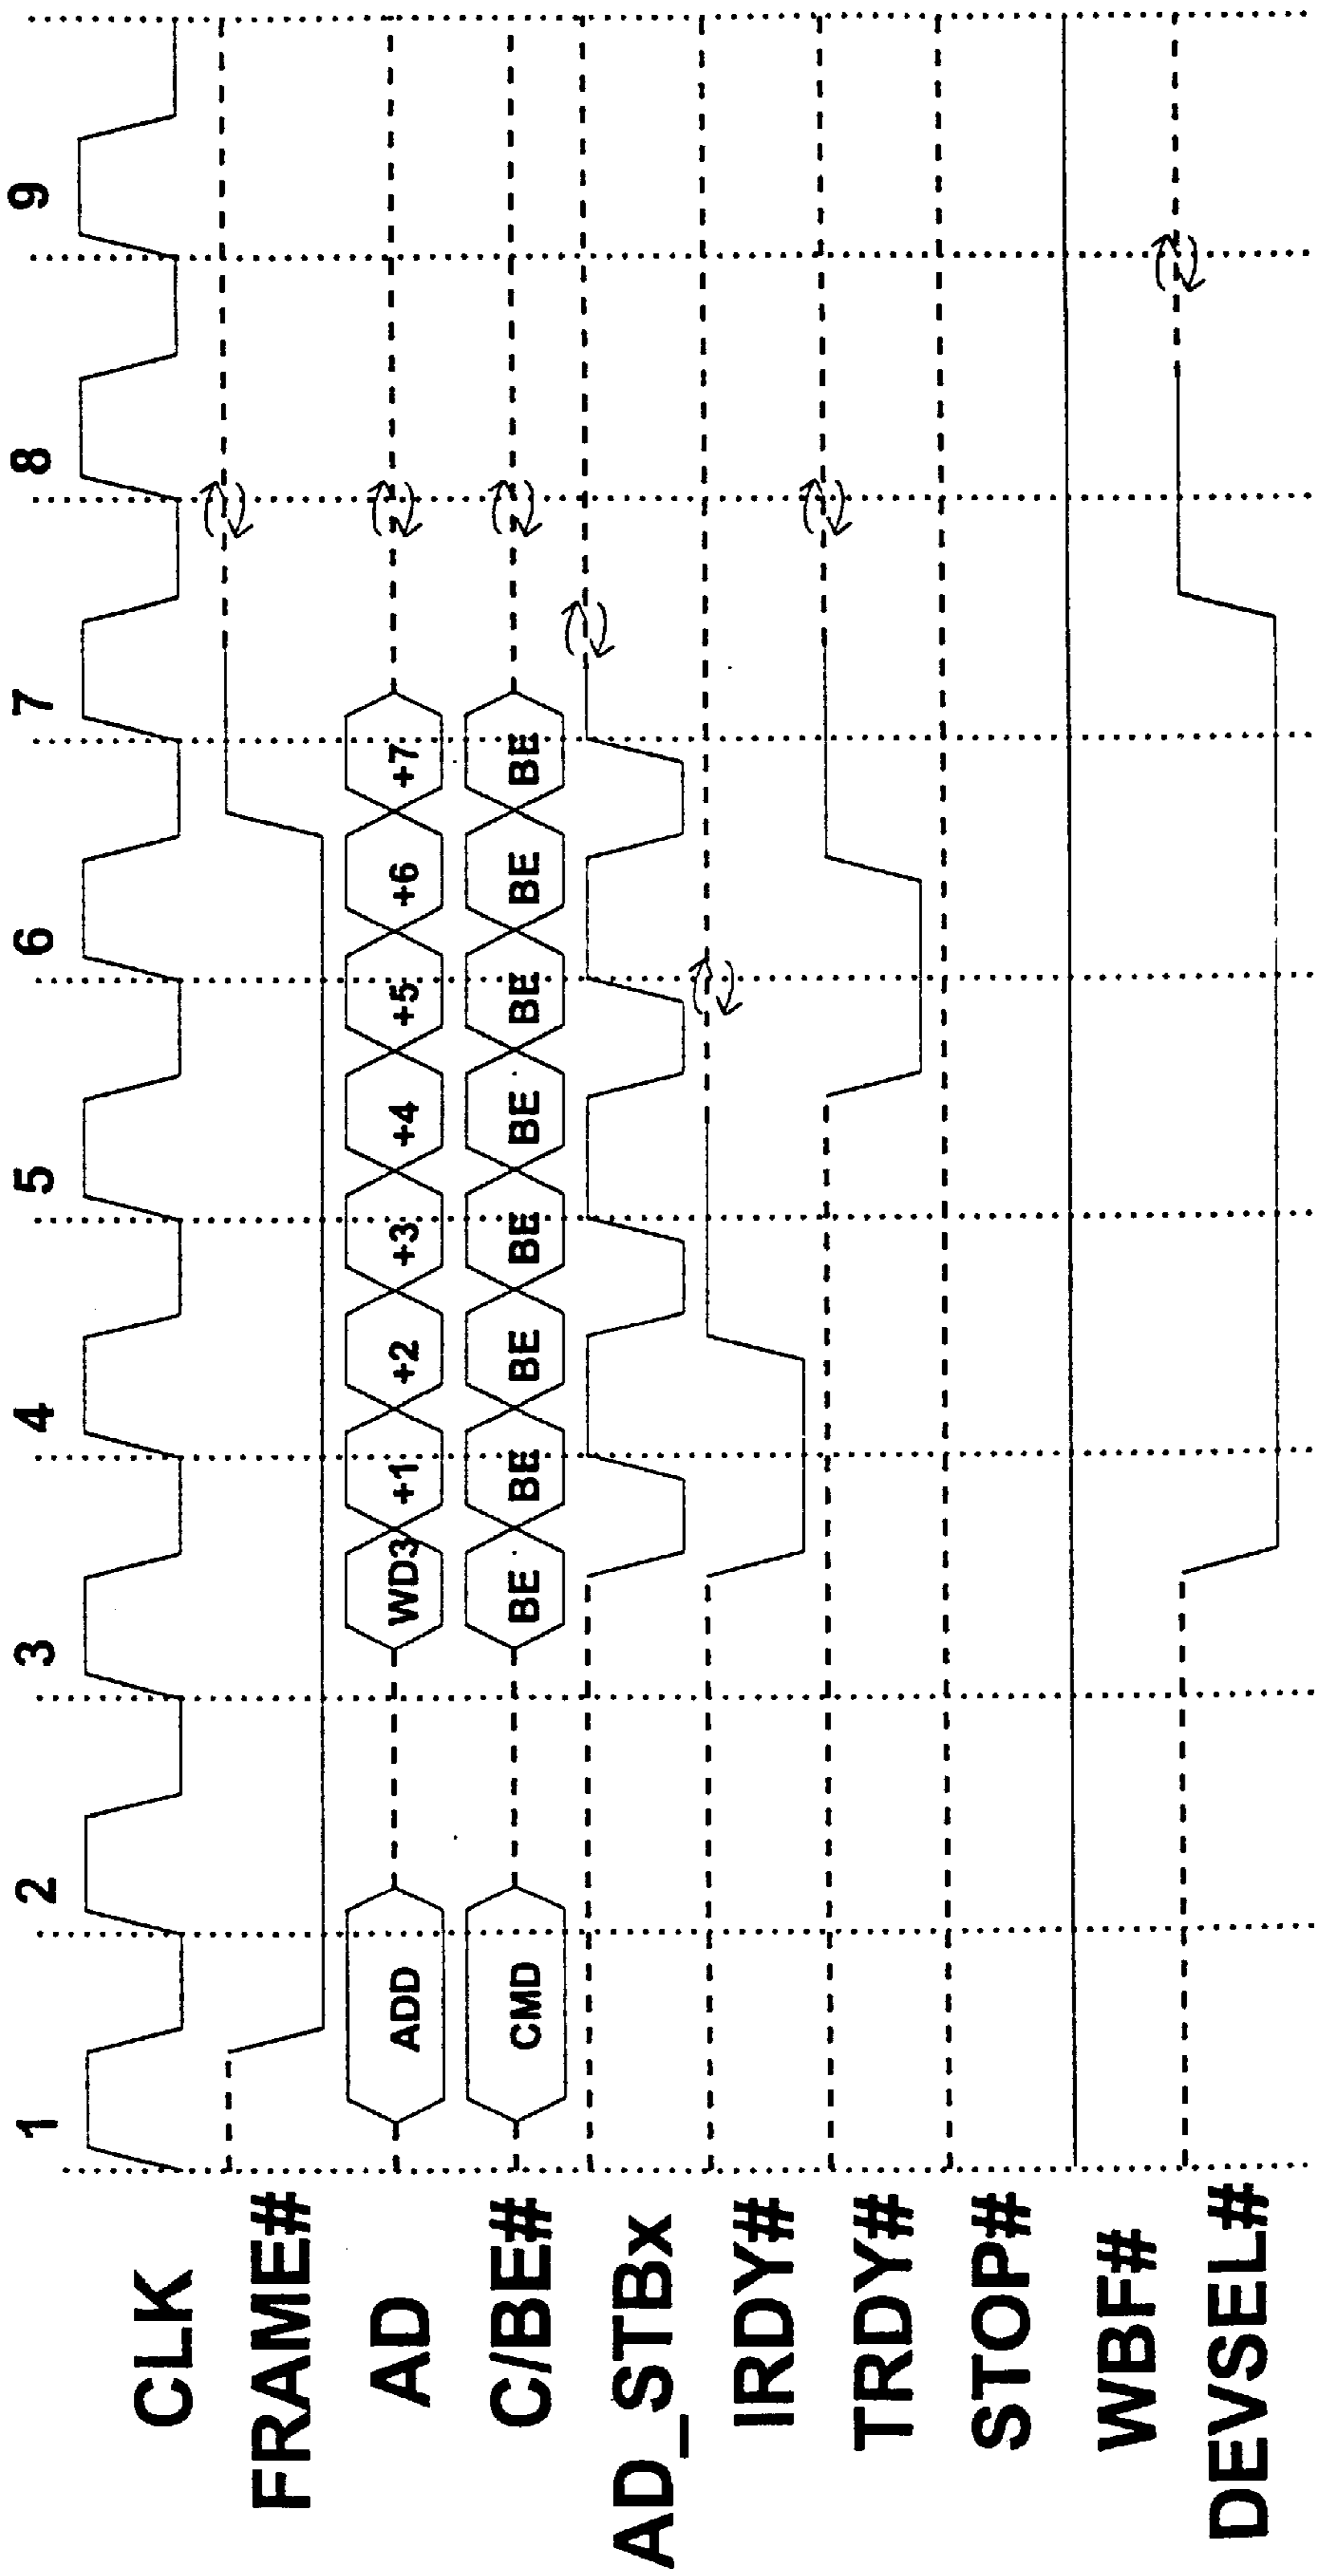 1 2 3 4 5 6 7 8 9
CLK
FRAME#
AD ADD WD3 +1 +2 +3 +4 +5 +6 +7
C/BE# CMD BE BE BE BE BE BE BE BE
AD_STBx
IRDY#
TRDY#
STOP#
WBF#
DEVSEL#